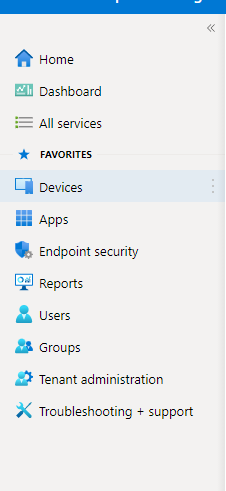 Home
Dashboard
All services
FAVORITES
Devices
Apps
Endpoint security
Reports
Users
Groups
Tenant administration
Troubleshooting + support